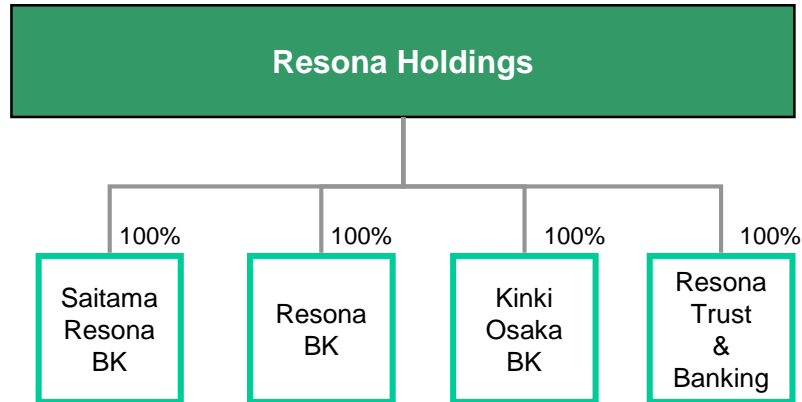 Resona Holdings
100%
100%
100%
100%
Saitama
Resona
BK
Resona
BK
Kinki
Osaka
BK
Resona
Trust
&
Banking